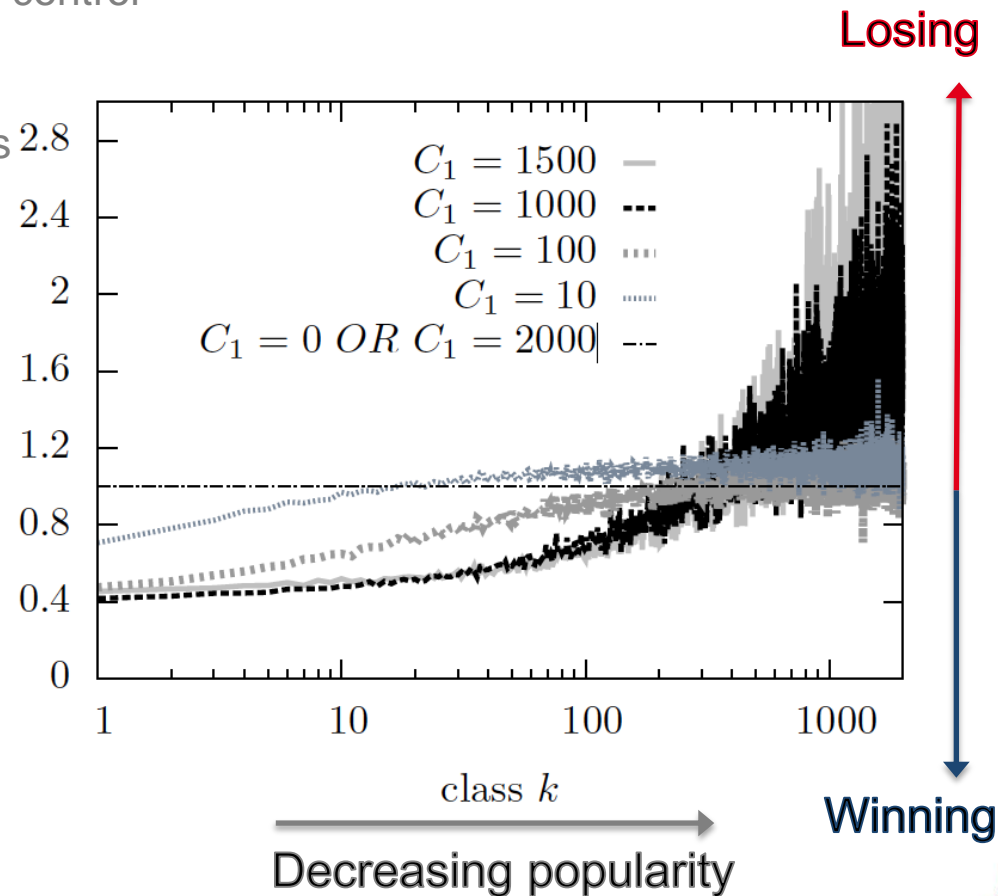 Losing
2.8
2.4
2
1.6
1.2
0.8
0.4
0
C₁ = 1500
C₁ = 1000
C₁ = 100
C₁ = 10
C₁ = 0 OR C₁ = 2000
1 10 100 1000
class k
Winning
Decreasing popularity